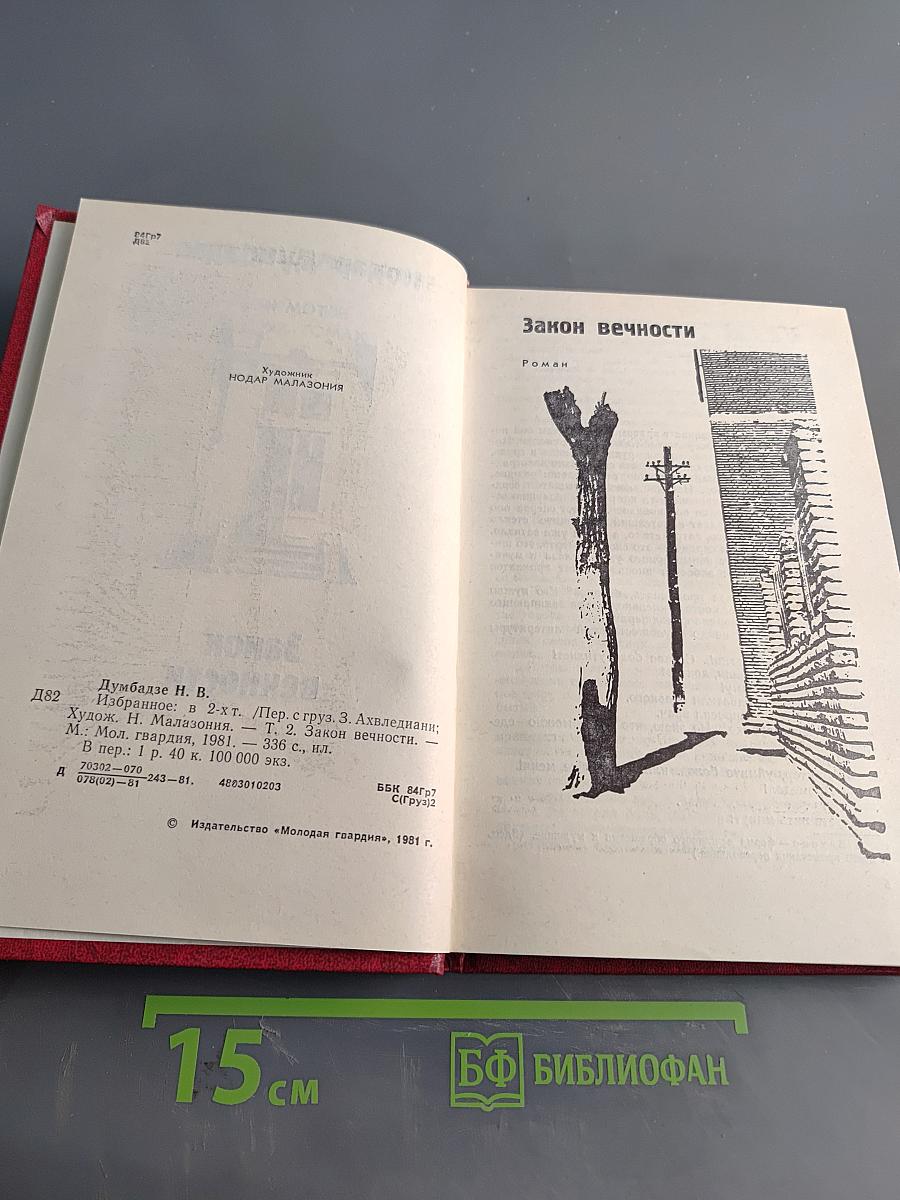 84Гр7
Д82
Художник
НОДАР МАЛАЗОНИЯ
Думбадзе Н. В.
Д82 Избранное: в 2-х т. /Пер. с груз. З. Ахвледиани;
Худож. Н. Малазония. — Т. 2. Закон вечности. —
М.: Мол. гвардия, 1981. — 336 с., ил.
В пер.: 1 р. 40 к. 100 000 экз.
Д 70302—070
078(02)—81 243—81. 4803010203
ББК 84Гр7
С(Груз)2
© Издательство «Молодая гвардия», 1981 г.
Закон вечности
Роман
15 см
БФ БИБЛИОФАН